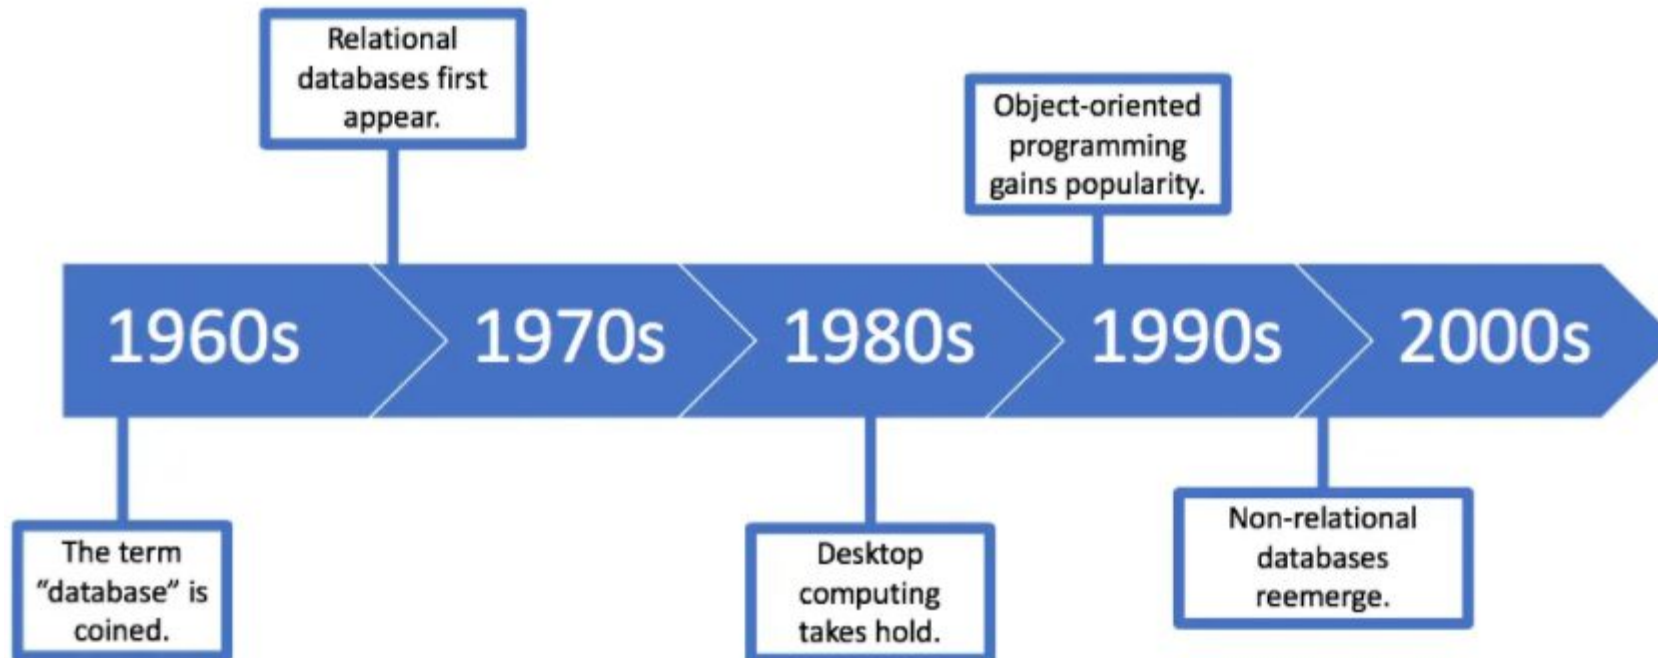 Relational
databases first
appear.
Object-oriented
programming
gains popularity.
1960s
1970s
1980s
1990s
2000s
The term
“database” is
coined.
Desktop
computing
takes hold.
Non-relational
databases
reemerge.